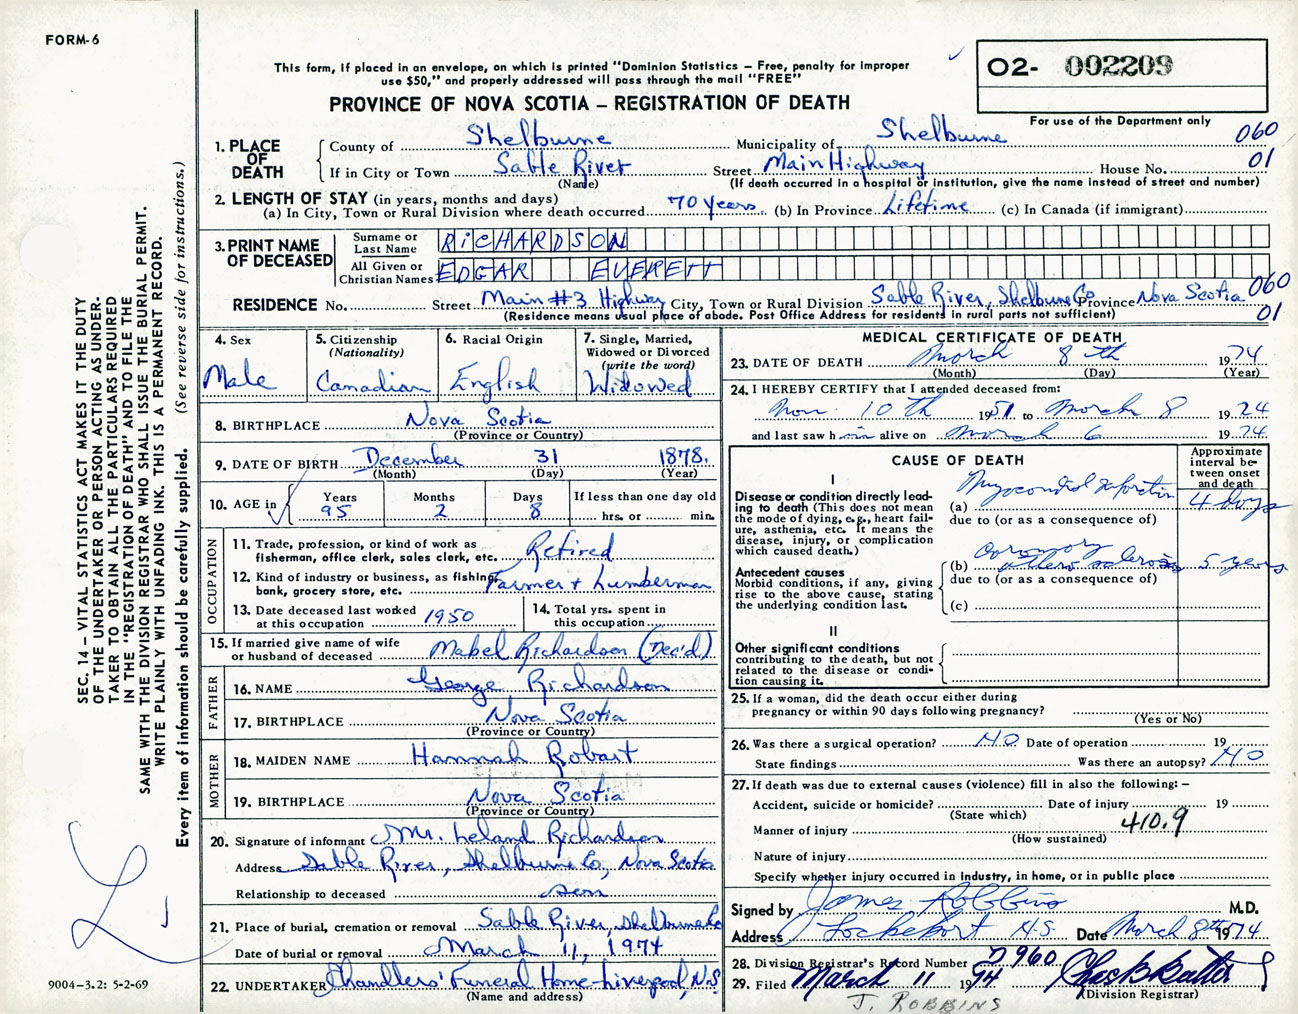 FORM-6
This form, if placed in an envelope, on which is printed "Dominion Statistics – Free, penalty for improper
use $50," and properly addressed will pass through the mail "FREE"
PROVINCE OF NOVA SCOTIA – REGISTRATION OF DEATH
O2- 002209
For use of the Department only
1. PLACE OF DEATH
County of Shelburne Municipality of Shelburne 060
If in City or Town Sable River Street Main Highway House No. 01
(Name) (If death occurred in a hospital or institution, give the name instead of street and number)
2. LENGTH OF STAY (in years, months and days)
(a) In City, Town or Rural Division where death occurred 70 years (b) In Province Lifetime (c) In Canada (if immigrant)
3. PRINT NAME OF DECEASED
Surname or Last Name RICHARDSON
All Given or Christian Names EDGAR EVERETT
RESIDENCE No. Street Main #3 Highway City, Town or Rural Division Sable River, Shelburne Co Province Nova Scotia 060
(Residence means usual place of abode. Post Office Address for residents in rural parts not sufficient) 01
4. Sex
Male
5. Citizenship
(Nationality)
Canadian
6. Racial Origin
English
7. Single, Married,
Widowed or Divorced
(write the word)
Widowed
8. BIRTHPLACE Nova Scotia
(Province or Country)
9. DATE OF BIRTH December 31 1878.
(Month) (Day) (Year)
10. AGE in
Years Months Days If less than one day old
95 2 8 hrs. or min.
OCCUPATION
11. Trade, profession, or kind of work as
fisherman, office clerk, sales clerk, etc. Retired
12. Kind of industry or business, as fishing,
bank, grocery store, etc. Farmer + Lumberman
13. Date deceased last worked
at this occupation 1950
14. Total yrs. spent in
this occupation
15. If married give name of wife
or husband of deceased Mabel Richardson (Dec'd)
FATHER
16. NAME George Richardson
17. BIRTHPLACE Nova Scotia
(Province or Country)
MOTHER
18. MAIDEN NAME Hannah Robart
19. BIRTHPLACE Nova Scotia
(Province or Country)
20. Signature of informant Mr. Leland Richardson
Address Sable River, Shelburne Co, Nova Scotia
Relationship to deceased son
21. Place of burial, cremation or removal Sable River, Shelburne Co
Date of burial or removal March 11, 1974
22. UNDERTAKER Chandlers' Funeral Home-Liverpool, N.S.
(Name and address)
MEDICAL CERTIFICATE OF DEATH
23. DATE OF DEATH March 8th 1974
(Month) (Day) (Year)
24. I HEREBY CERTIFY that I attended deceased from:
Nov. 10th 1951 to March 8 1974
and last saw him alive on March 6 1974
CAUSE OF DEATH
Approximate
interval be-
tween onset
and death
I
Disease or condition directly lead-
ing to death (This does not mean
the mode of dying, e.g., heart fail-
ure, asthenia, etc. It means the
disease, injury, or complication
which caused death.)
(a) Myocardial infarction 4 days
due to (or as a consequence of)
Antecedent causes
Morbid conditions, if any, giving
rise to the above cause, stating
the underlying condition last.
(b) Coronary atherosclerosis 5 years
due to (or as a consequence of)
(c)
II
Other significant conditions
contributing to the death, but not
related to the disease or condi-
tion causing it.
25. If a woman, did the death occur either during
pregnancy or within 90 days following pregnancy?
(Yes or No)
26. Was there a surgical operation? NO Date of operation 19
State findings Was there an autopsy? NO
27. If death was due to external causes (violence) fill in also the following: –
Accident, suicide or homicide? Date of injury 19
(State which)
Manner of injury 410.9
(How sustained)
Nature of injury
Specify whether injury occurred in industry, in home, or in public place
Signed by James Robbins M.D.
Address Lockeport N.S. Date March 8th 1974
28. Division Registrar's Record Number 7960
29. Filed March 11 1974
(Division Registrar)
J. ROBBINS
SEC. 14 – VITAL STATISTICS ACT MAKES IT THE DUTY
OF THE UNDERTAKER OR PERSON ACTING AS UNDER-
TAKER TO OBTAIN ALL THE PARTICULARS REQUIRED
IN THE "REGISTRATION OF DEATH" AND TO FILE THE
SAME WITH THE DIVISION REGISTRAR WHO SHALL ISSUE THE BURIAL PERMIT.
WRITE PLAINLY WITH UNFADING INK. THIS IS A PERMANENT RECORD.
Every item of information should be carefully supplied. (See reverse side for instructions.)
9004-3.2: 5-2-69